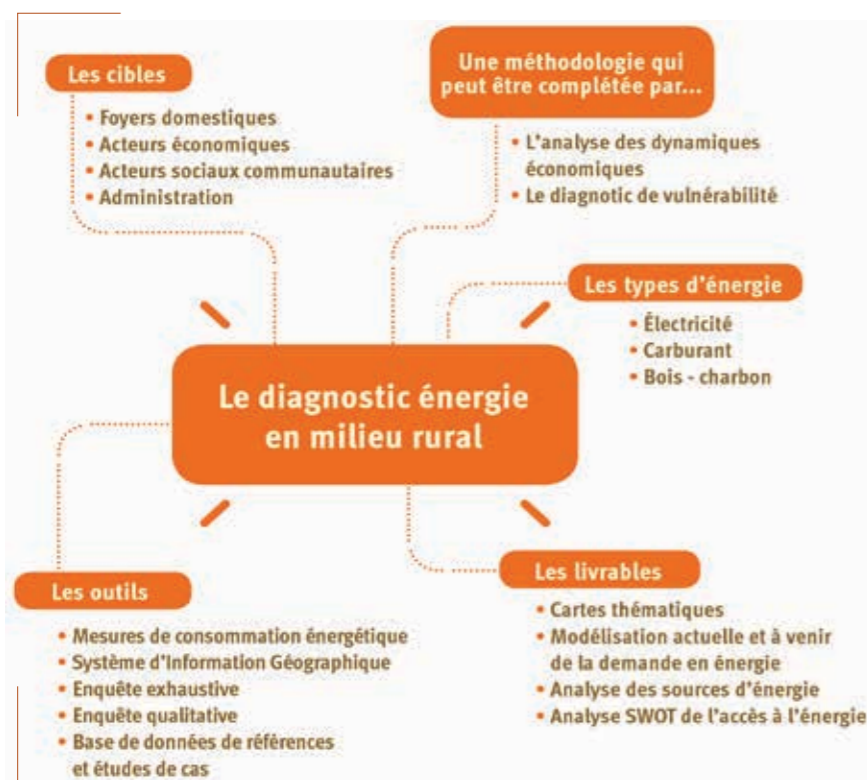 Les cibles
• Foyers domestiques
• Acteurs économiques
• Acteurs sociaux communautaires
• Administration
Une méthodologie qui
peut être complétée par...
• L'analyse des dynamiques
économiques
• Le diagnotic de vulnérabilité
Les types d'énergie
• Électricité
• Carburant
• Bois - charbon
Le diagnostic énergie
en milieu rural
Les outils
• Mesures de consommation énergétique
• Système d'Information Géographique
• Enquête exhaustive
• Enquête qualitative
• Base de données de références
et études de cas
Les livrables
• Cartes thématiques
• Modélisation actuelle et à venir
de la demande en énergie
• Analyse des sources d'énergie
• Analyse SWOT de l'accès à l'énergie